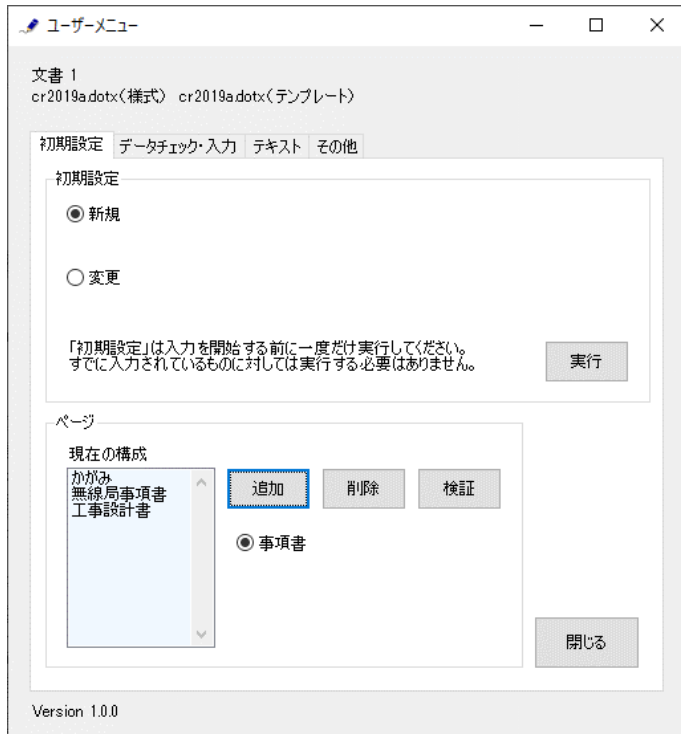 ユーザーメニュー
文書 1
cr2019a.dotx(様式) cr2019a.dotx(テンプレート)
初期設定 データチェック・入力 テキスト その他
初期設定
新規
変更
「初期設定」は入力を開始する前に一度だけ実行してください。
すでに入力されているものに対しては実行する必要はありません。
実行
ページ
現在の構成
かがみ
無線局事項書
工事設計書
追加 削除 検証
事項書
閉じる
Version 1.0.0